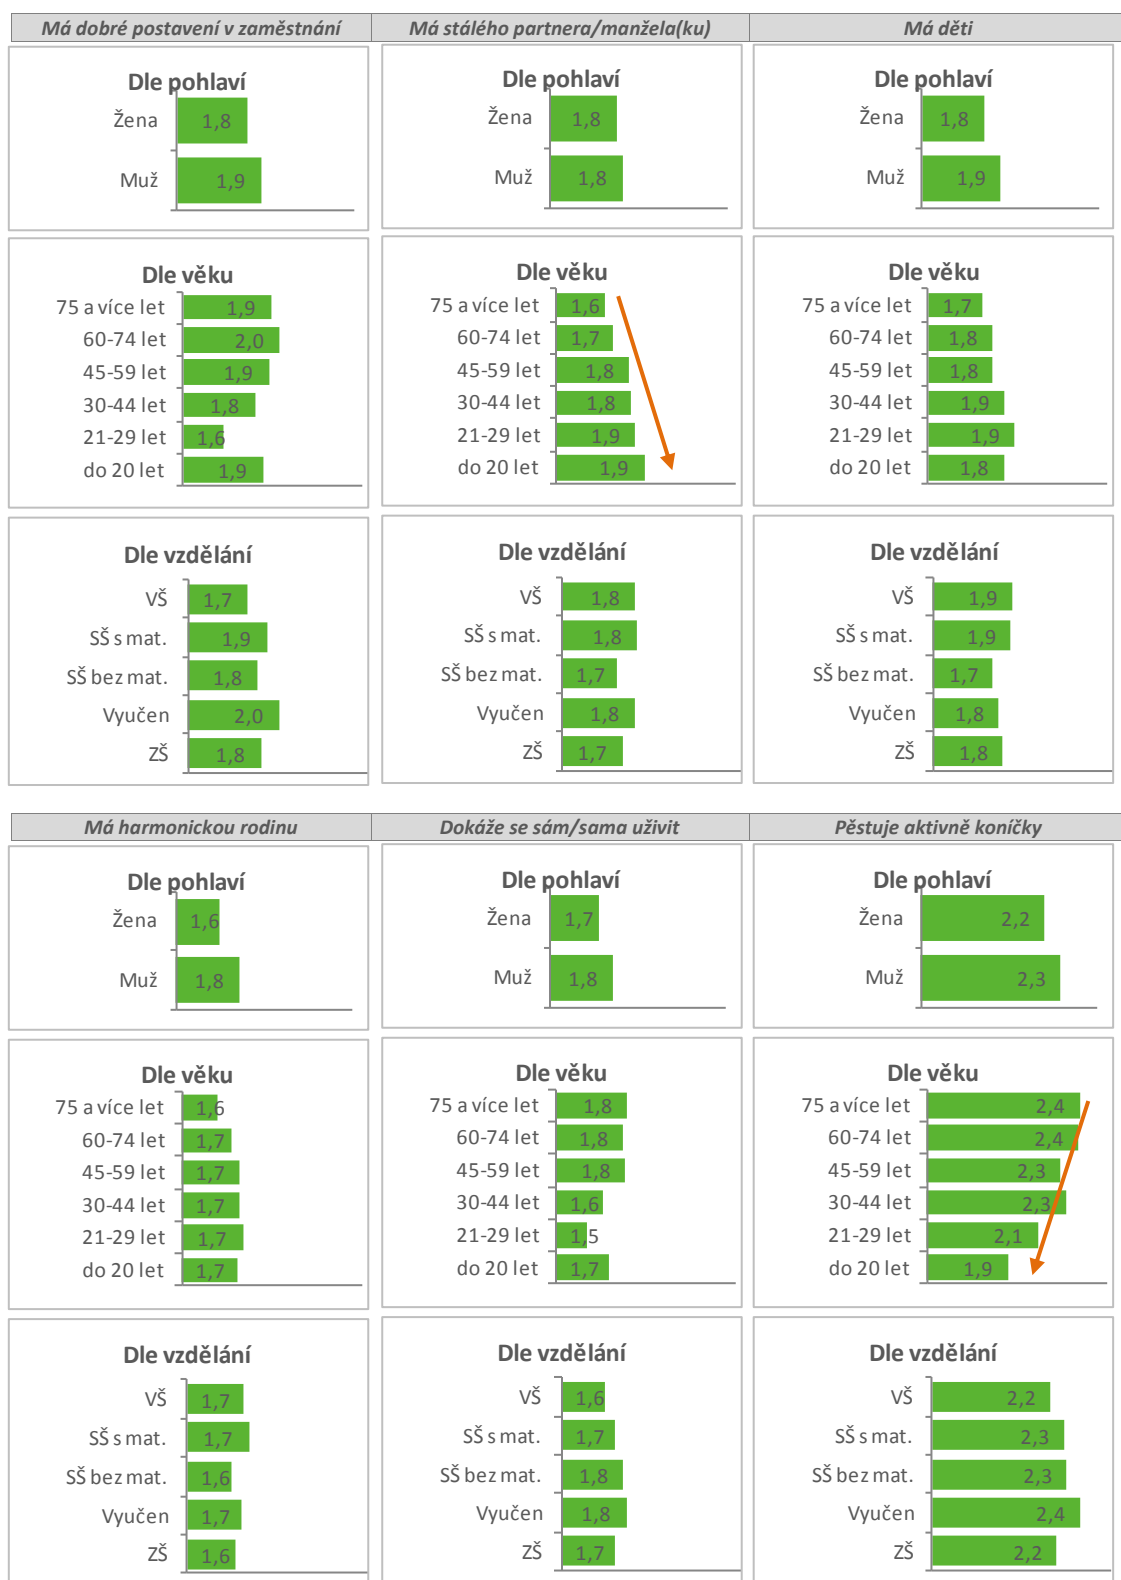 Má dobré postavení v zaměstnání
Má stálého partnera/manžela(ku)
Má děti
Dle pohlaví
Žena 1,8
Muž 1,9
Dle pohlaví
Žena 1,8
Muž 1,8
Dle pohlaví
Žena 1,8
Muž 1,9
Dle věku
75 a více let 1,9
60-74 let 2,0
45-59 let 1,9
30-44 let 1,8
21-29 let 1,6
do 20 let 1,9
Dle věku
75 a více let 1,6
60-74 let 1,7
45-59 let 1,8
30-44 let 1,8
21-29 let 1,9
do 20 let 1,9
Dle věku
75 a více let 1,7
60-74 let 1,8
45-59 let 1,8
30-44 let 1,9
21-29 let 1,9
do 20 let 1,8
Dle vzdělání
VŠ 1,7
SŠ s mat. 1,9
SŠ bez mat. 1,8
Vyučen 2,0
ZŠ 1,8
Dle vzdělání
VŠ 1,8
SŠ s mat. 1,8
SŠ bez mat. 1,7
Vyučen 1,8
ZŠ 1,7
Dle vzdělání
VŠ 1,9
SŠ s mat. 1,9
SŠ bez mat. 1,7
Vyučen 1,8
ZŠ 1,8
Má harmonickou rodinu
Dokáže se sám/sama uživit
Pěstuje aktivně koníčky
Dle pohlaví
Žena 1,6
Muž 1,8
Dle pohlaví
Žena 1,7
Muž 1,8
Dle pohlaví
Žena 2,2
Muž 2,3
Dle věku
75 a více let 1,6
60-74 let 1,7
45-59 let 1,7
30-44 let 1,7
21-29 let 1,7
do 20 let 1,7
Dle věku
75 a více let 1,8
60-74 let 1,8
45-59 let 1,8
30-44 let 1,6
21-29 let 1,5
do 20 let 1,7
Dle věku
75 a více let 2,4
60-74 let 2,4
45-59 let 2,3
30-44 let 2,3
21-29 let 2,1
do 20 let 1,9
Dle vzdělání
VŠ 1,7
SŠ s mat. 1,7
SŠ bez mat. 1,6
Vyučen 1,7
ZŠ 1,6
Dle vzdělání
VŠ 1,6
SŠ s mat. 1,7
SŠ bez mat. 1,8
Vyučen 1,8
ZŠ 1,7
Dle vzdělání
VŠ 2,2
SŠ s mat. 2,3
SŠ bez mat. 2,3
Vyučen 2,4
ZŠ 2,2